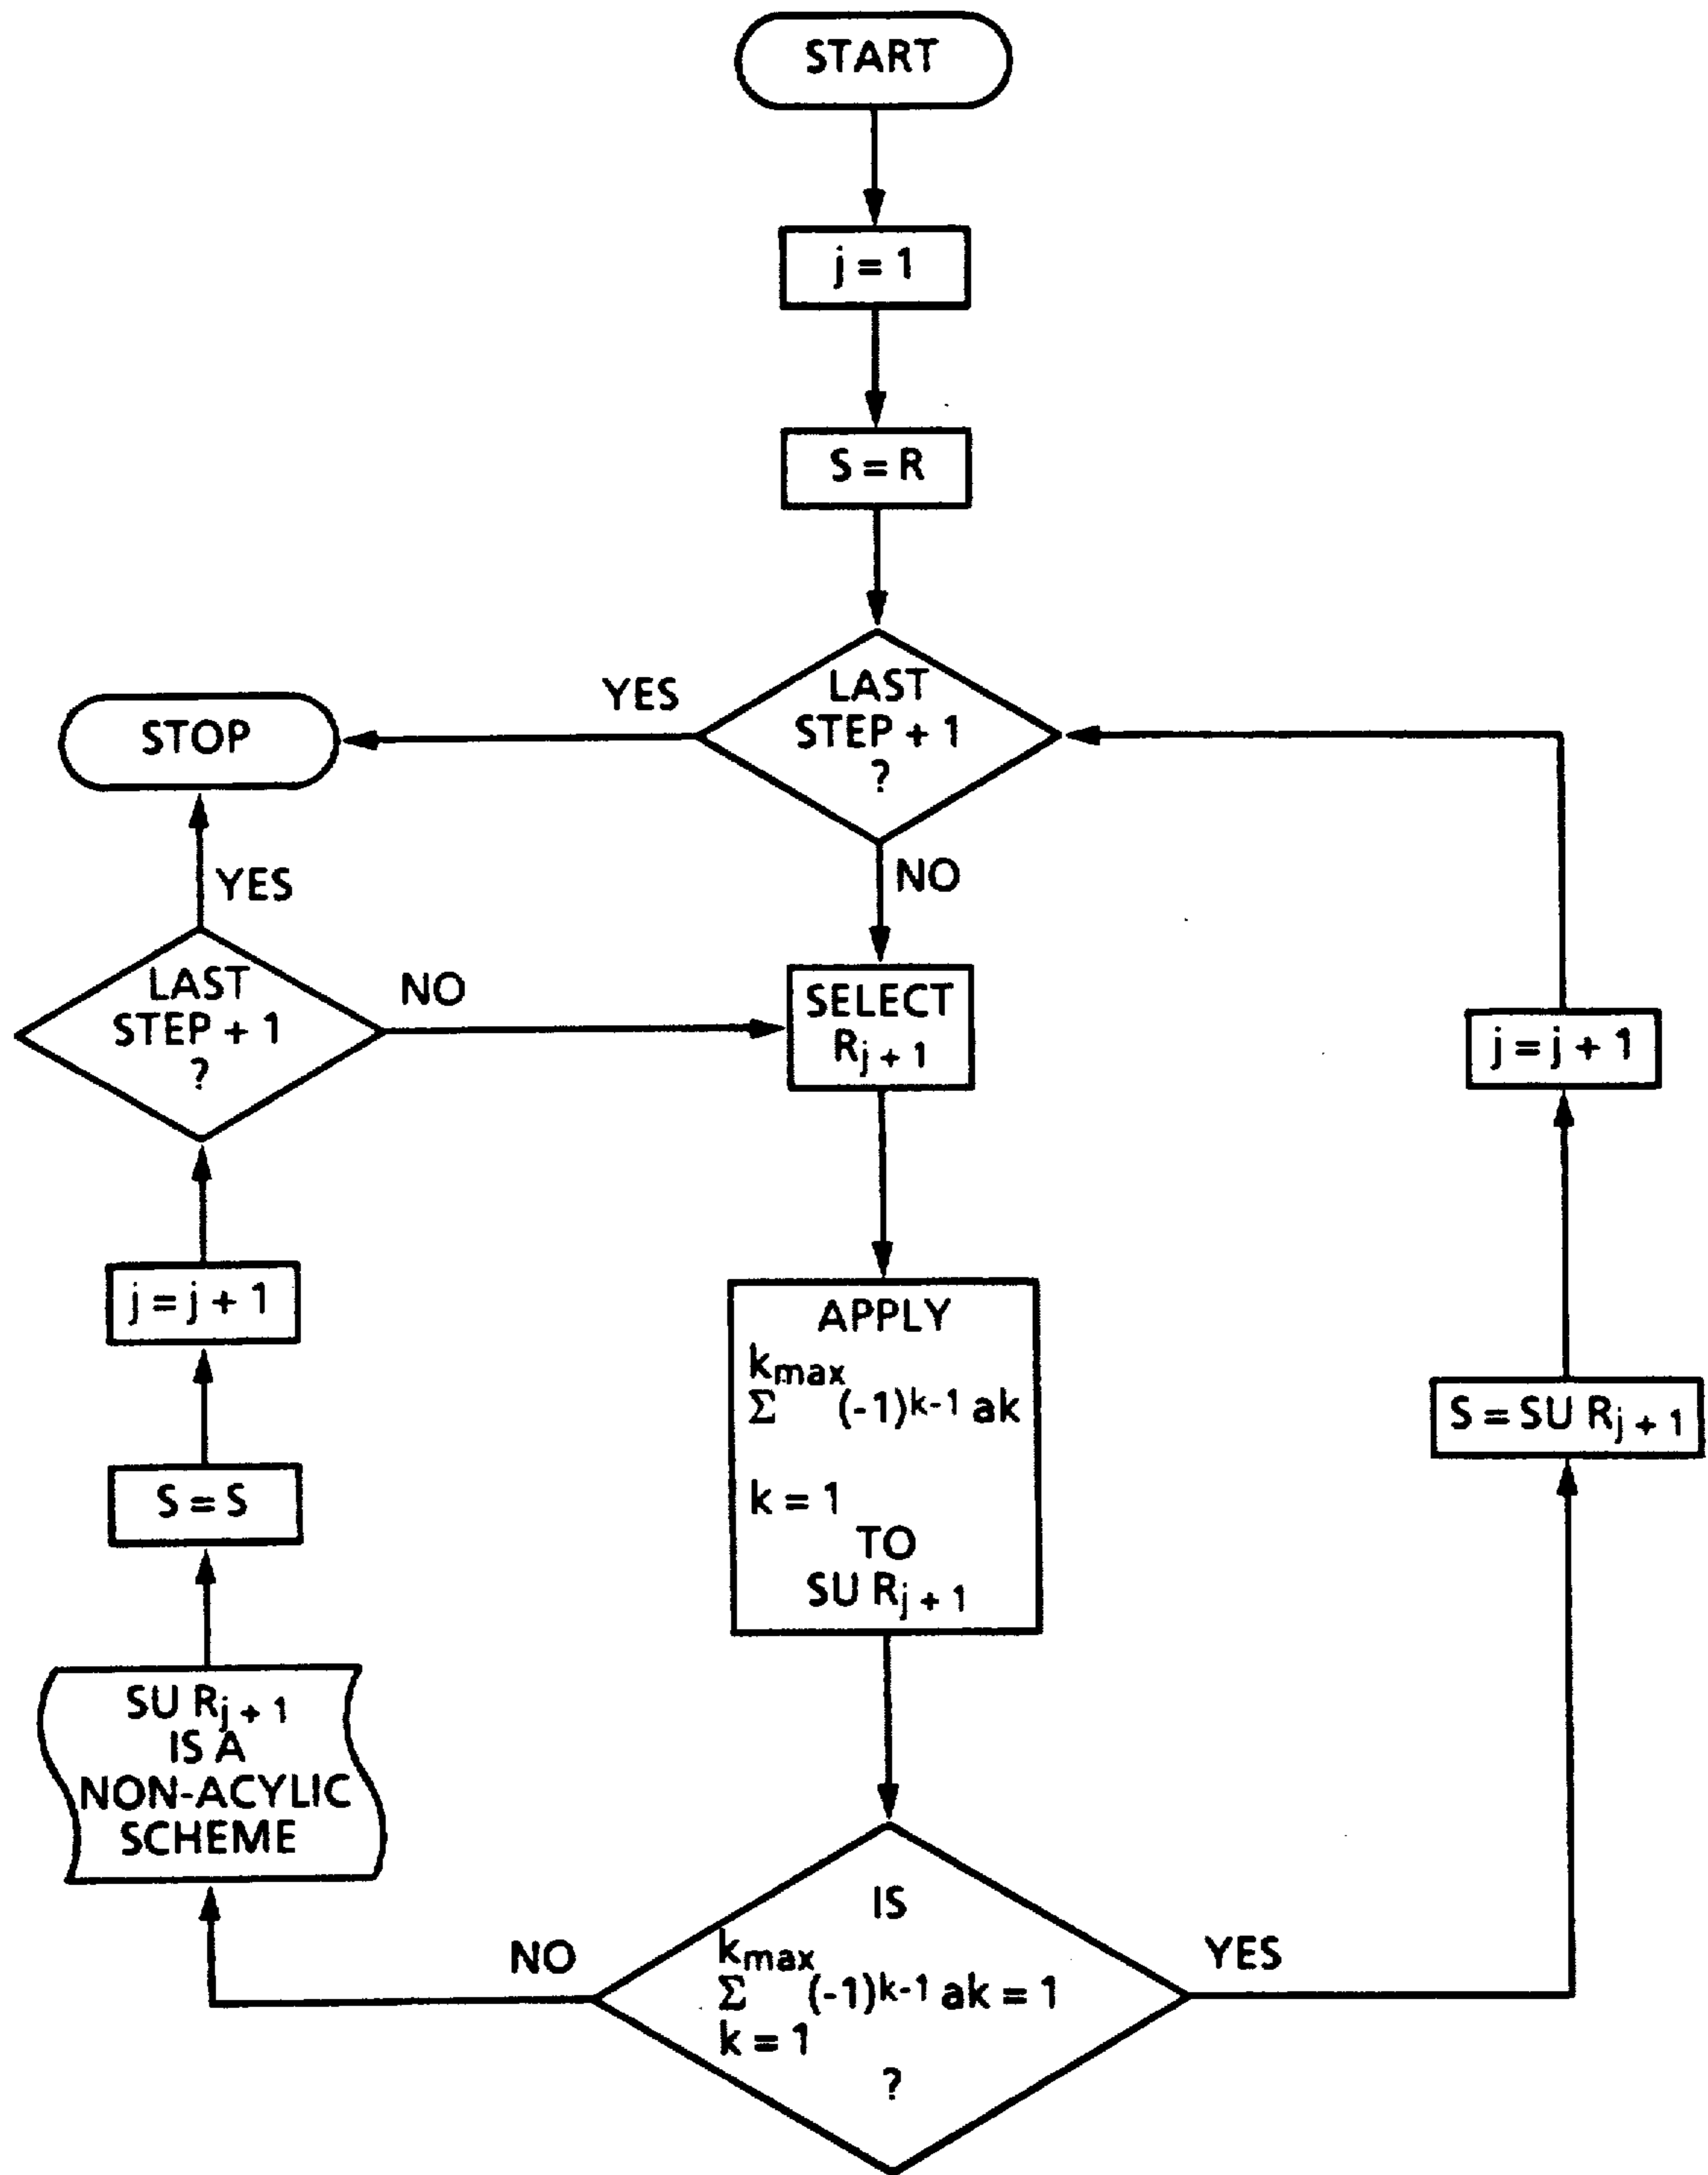 START
j = 1
S = R
LAST
STEP + 1
?
YES
STOP
NO
YES
LAST
STEP + 1
?
NO
SELECT
Rj + 1
j = j + 1
j = j + 1
APPLY
kmax
Σ (-1)k-1 ak
k = 1
TO
SU Rj + 1
S = SU Rj + 1
S = S
SU Rj + 1
IS A
NON-ACYLIC
SCHEME
IS
kmax
Σ (-1)k-1 ak = 1
k = 1
?
NO
YES